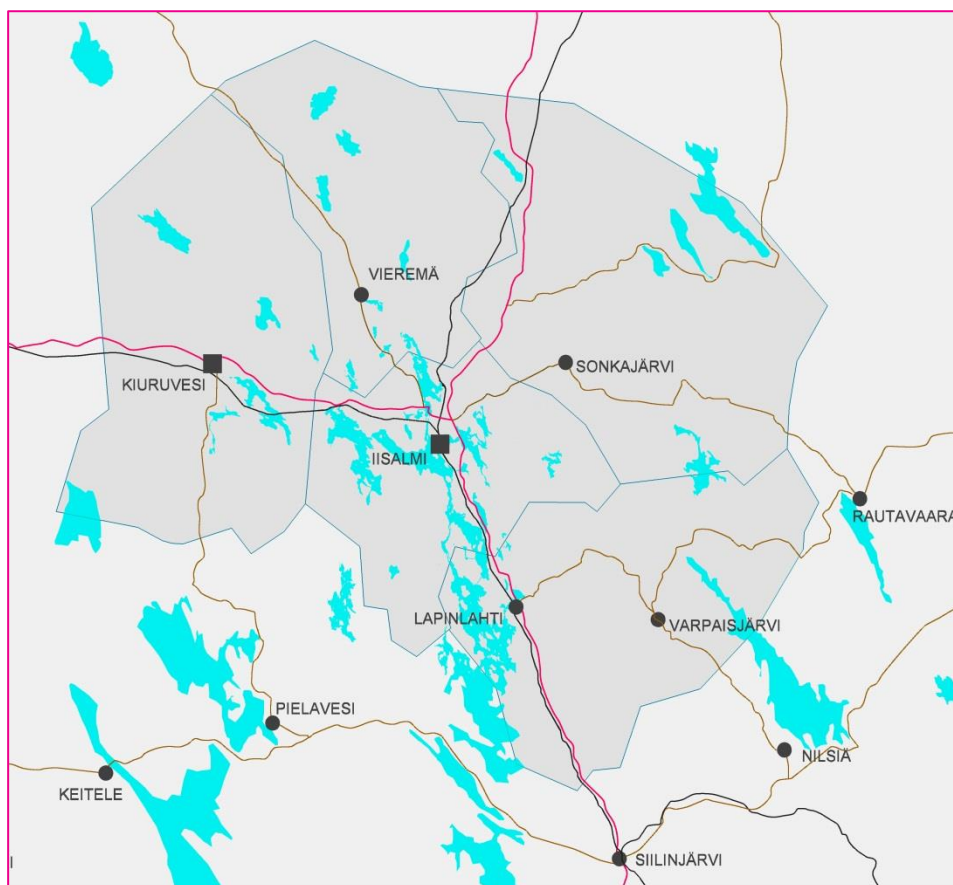 VIEREMÄ
SONKAJÄRVI
KIURUVESI
IISALMI
RAUTAVAARA
LAPINLAHTI
VARPAISJÄRVI
PIELAVESI
NILSIÄ
KEITELE
SIILINJÄRVI